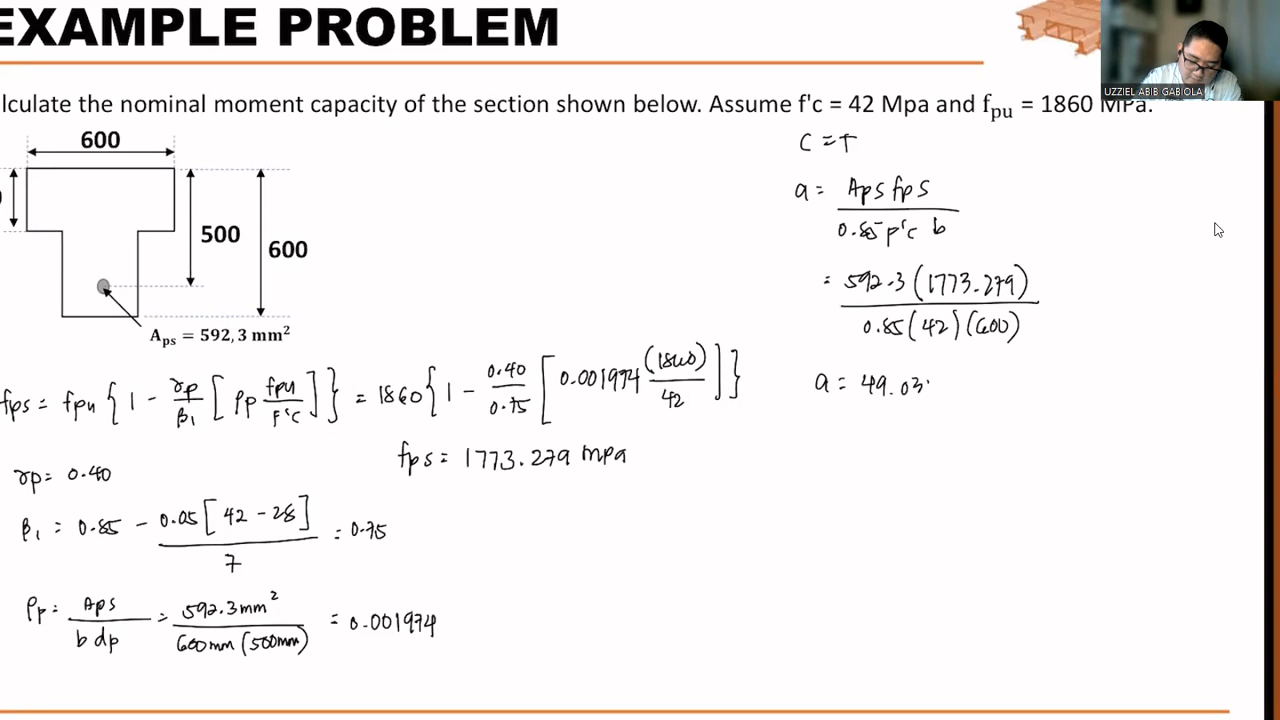 EXAMPLE PROBLEM
UZZIEL ABIB GABIOLA
lculate the nominal moment capacity of the section shown below. Assume f'c = 42 Mpa and f_pu = 1860 MPa.
600
500
600
A_ps = 592,3 mm²
fps = fpu { 1 - γp/β1 [ ρp fpu/f'c ] } = 1860 { 1 - 0.40/0.75 [ 0.001974 (1860)/42 ] }
fps = 1773.279 mpa
γp = 0.40
β1 = 0.85 - 0.05[42 - 28]/7 = 0.75
ρp = Aps/b dp = 592.3 mm²/600mm (500mm) = 0.001974
C = T
a = Aps fps/0.85 f'c b
= 592.3 (1773.279)/0.85 (42) (600)
a = 49.03